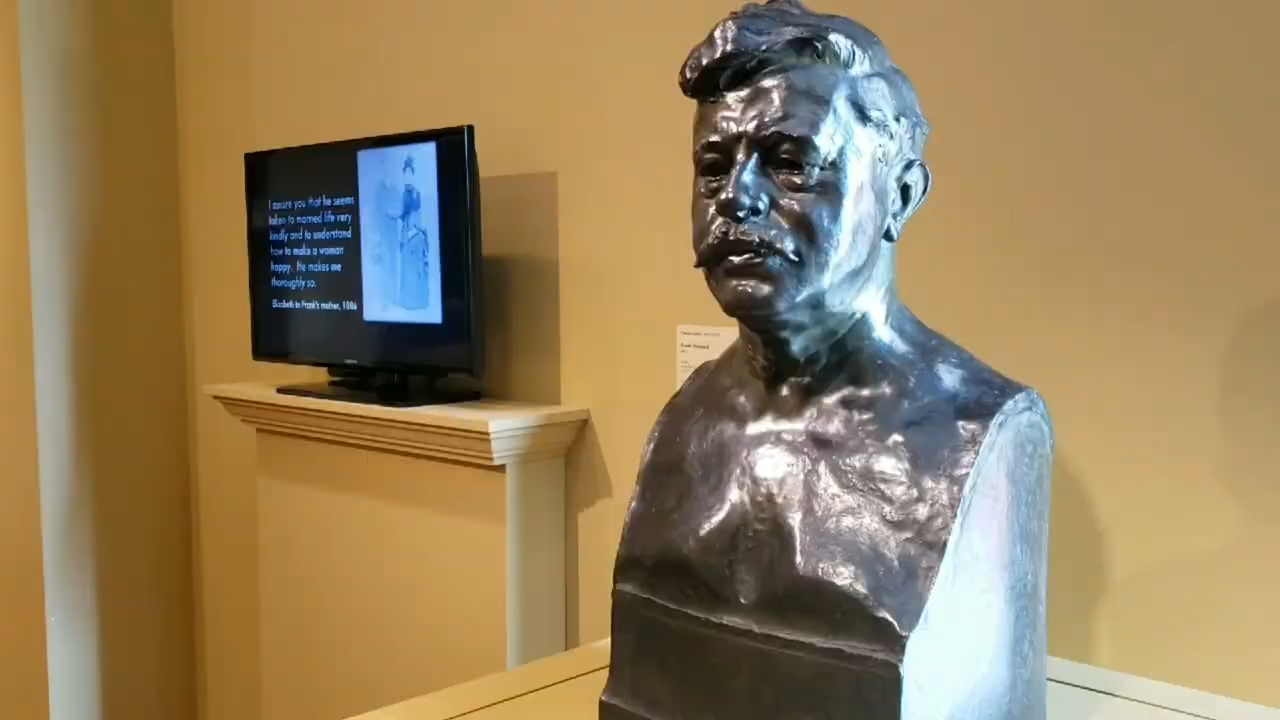 I assure you that he seems
taken to married life very
kindly and to understand
how to make a woman
happy. He makes me
thoroughly so.
Elizabeth to Frank's mother, 1886